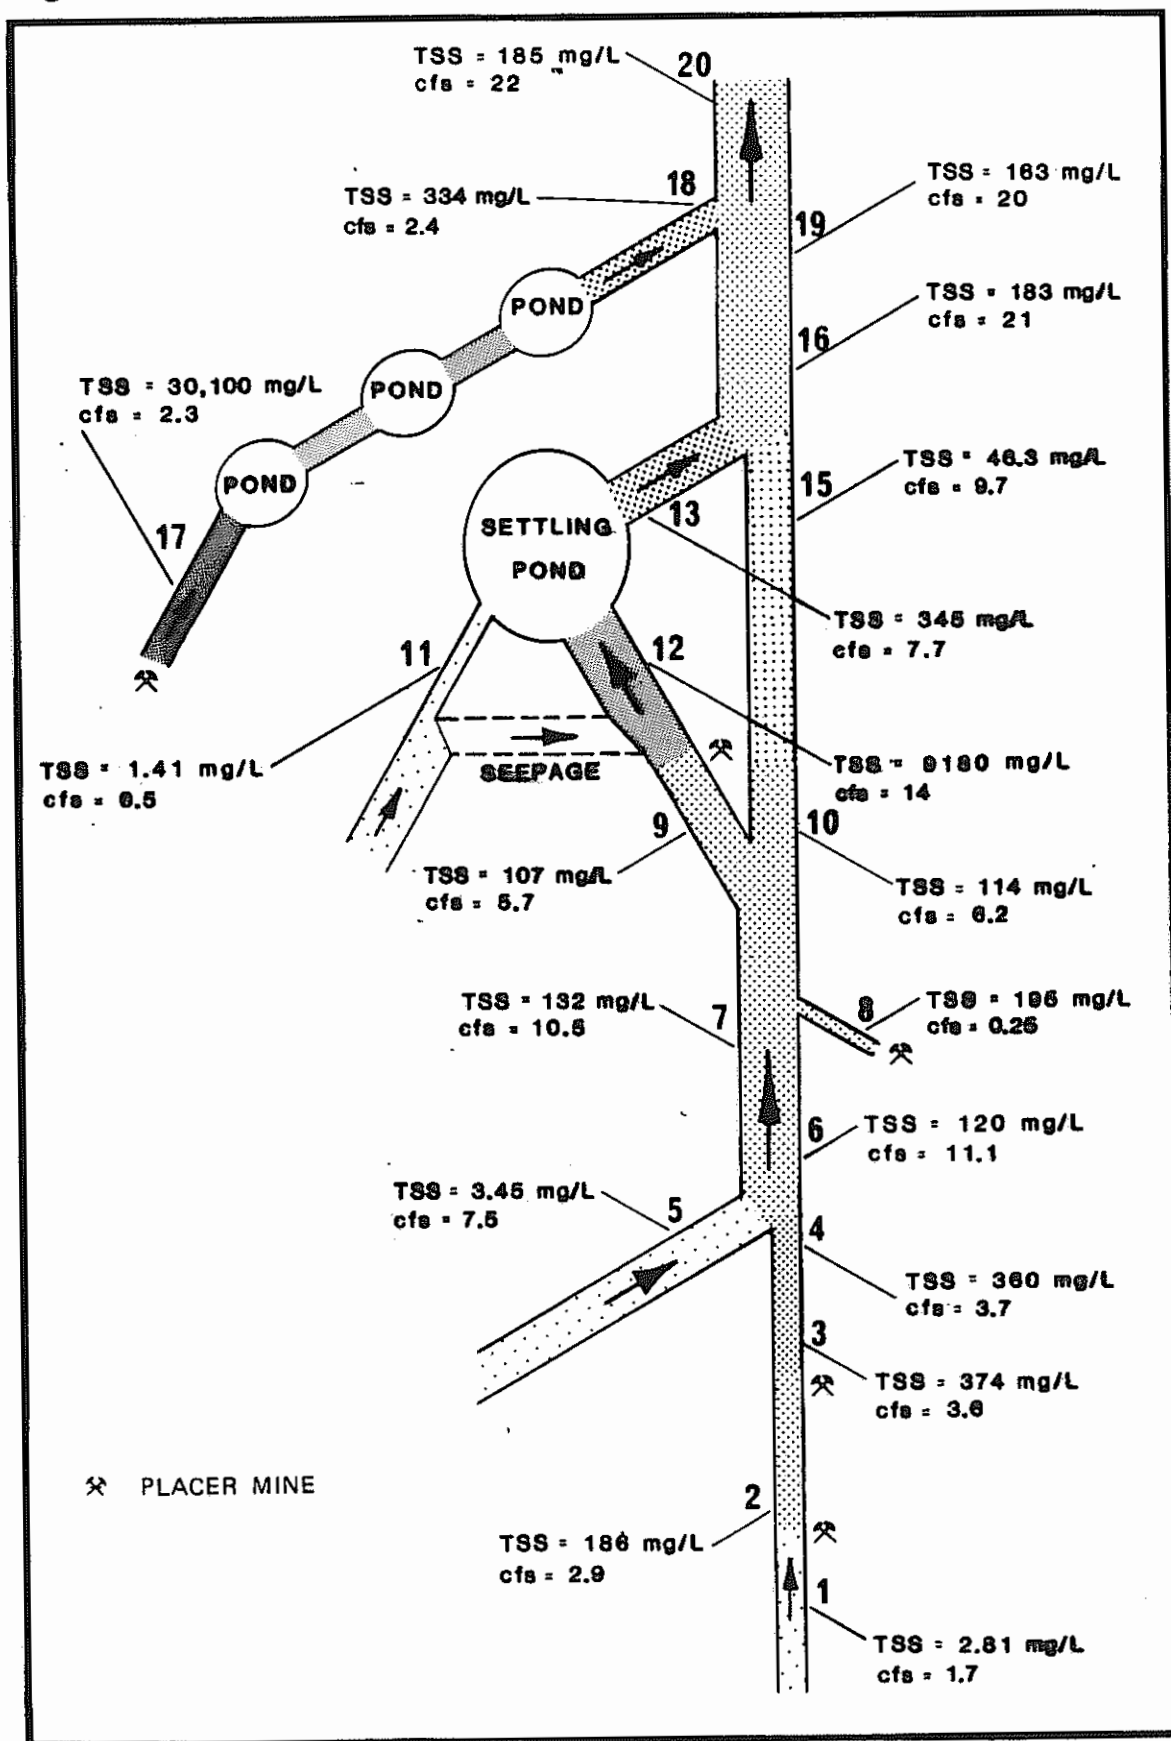 TSS = 185 mg/L
cfs = 22
20
TSS = 163 mg/L
cfs = 20
18
TSS = 334 mg/L
cfs = 2.4
19
TSS = 183 mg/L
cfs = 21
POND
16
TSS = 30,100 mg/L
cfs = 2.3
POND
TSS = 46.3 mg/L
cfs = 9.7
15
POND
17
13
SETTLING
POND
TSS = 345 mg/L
cfs = 7.7
11
12
TSS = 1.41 mg/L
cfs =
SEEPAGE
TSS = 9180 mg/L
cfs = 14
9
10
TSS = 107 mg/L
cfs = 5.7
TSS = 114 mg/L
cfs = 6.2
TSS = 132 mg/L
cfs = 10.5
7
8
TSS = 195 mg/L
cfs = 0.25
6
TSS = 120 mg/L
cfs = 11.1
TSS = 3.45 mg/L
cfs = 7.5
5
4
TSS = 360 mg/L
cfs = 3.7
3
TSS = 374 mg/L
cfs = 3.6
PLACER MINE
2
TSS = 186 mg/L
cfs = 2.9
1
TSS = 2.81 mg/L
cfs = 1.7